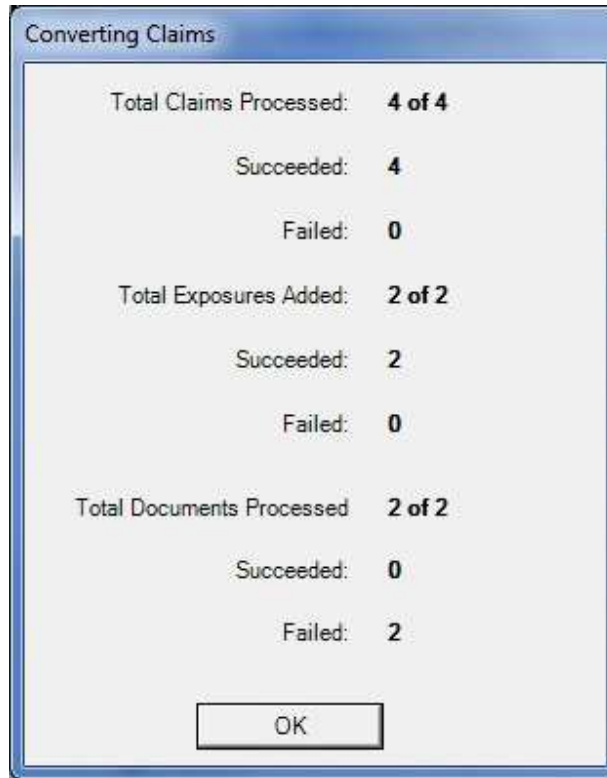 Converting Claims
Total Claims Processed: 4 of 4
Succeeded: 4
Failed: 0
Total Exposures Added: 2 of 2
Succeeded: 2
Failed: 0
Total Documents Processed 2 of 2
Succeeded: 0
Failed: 2
OK